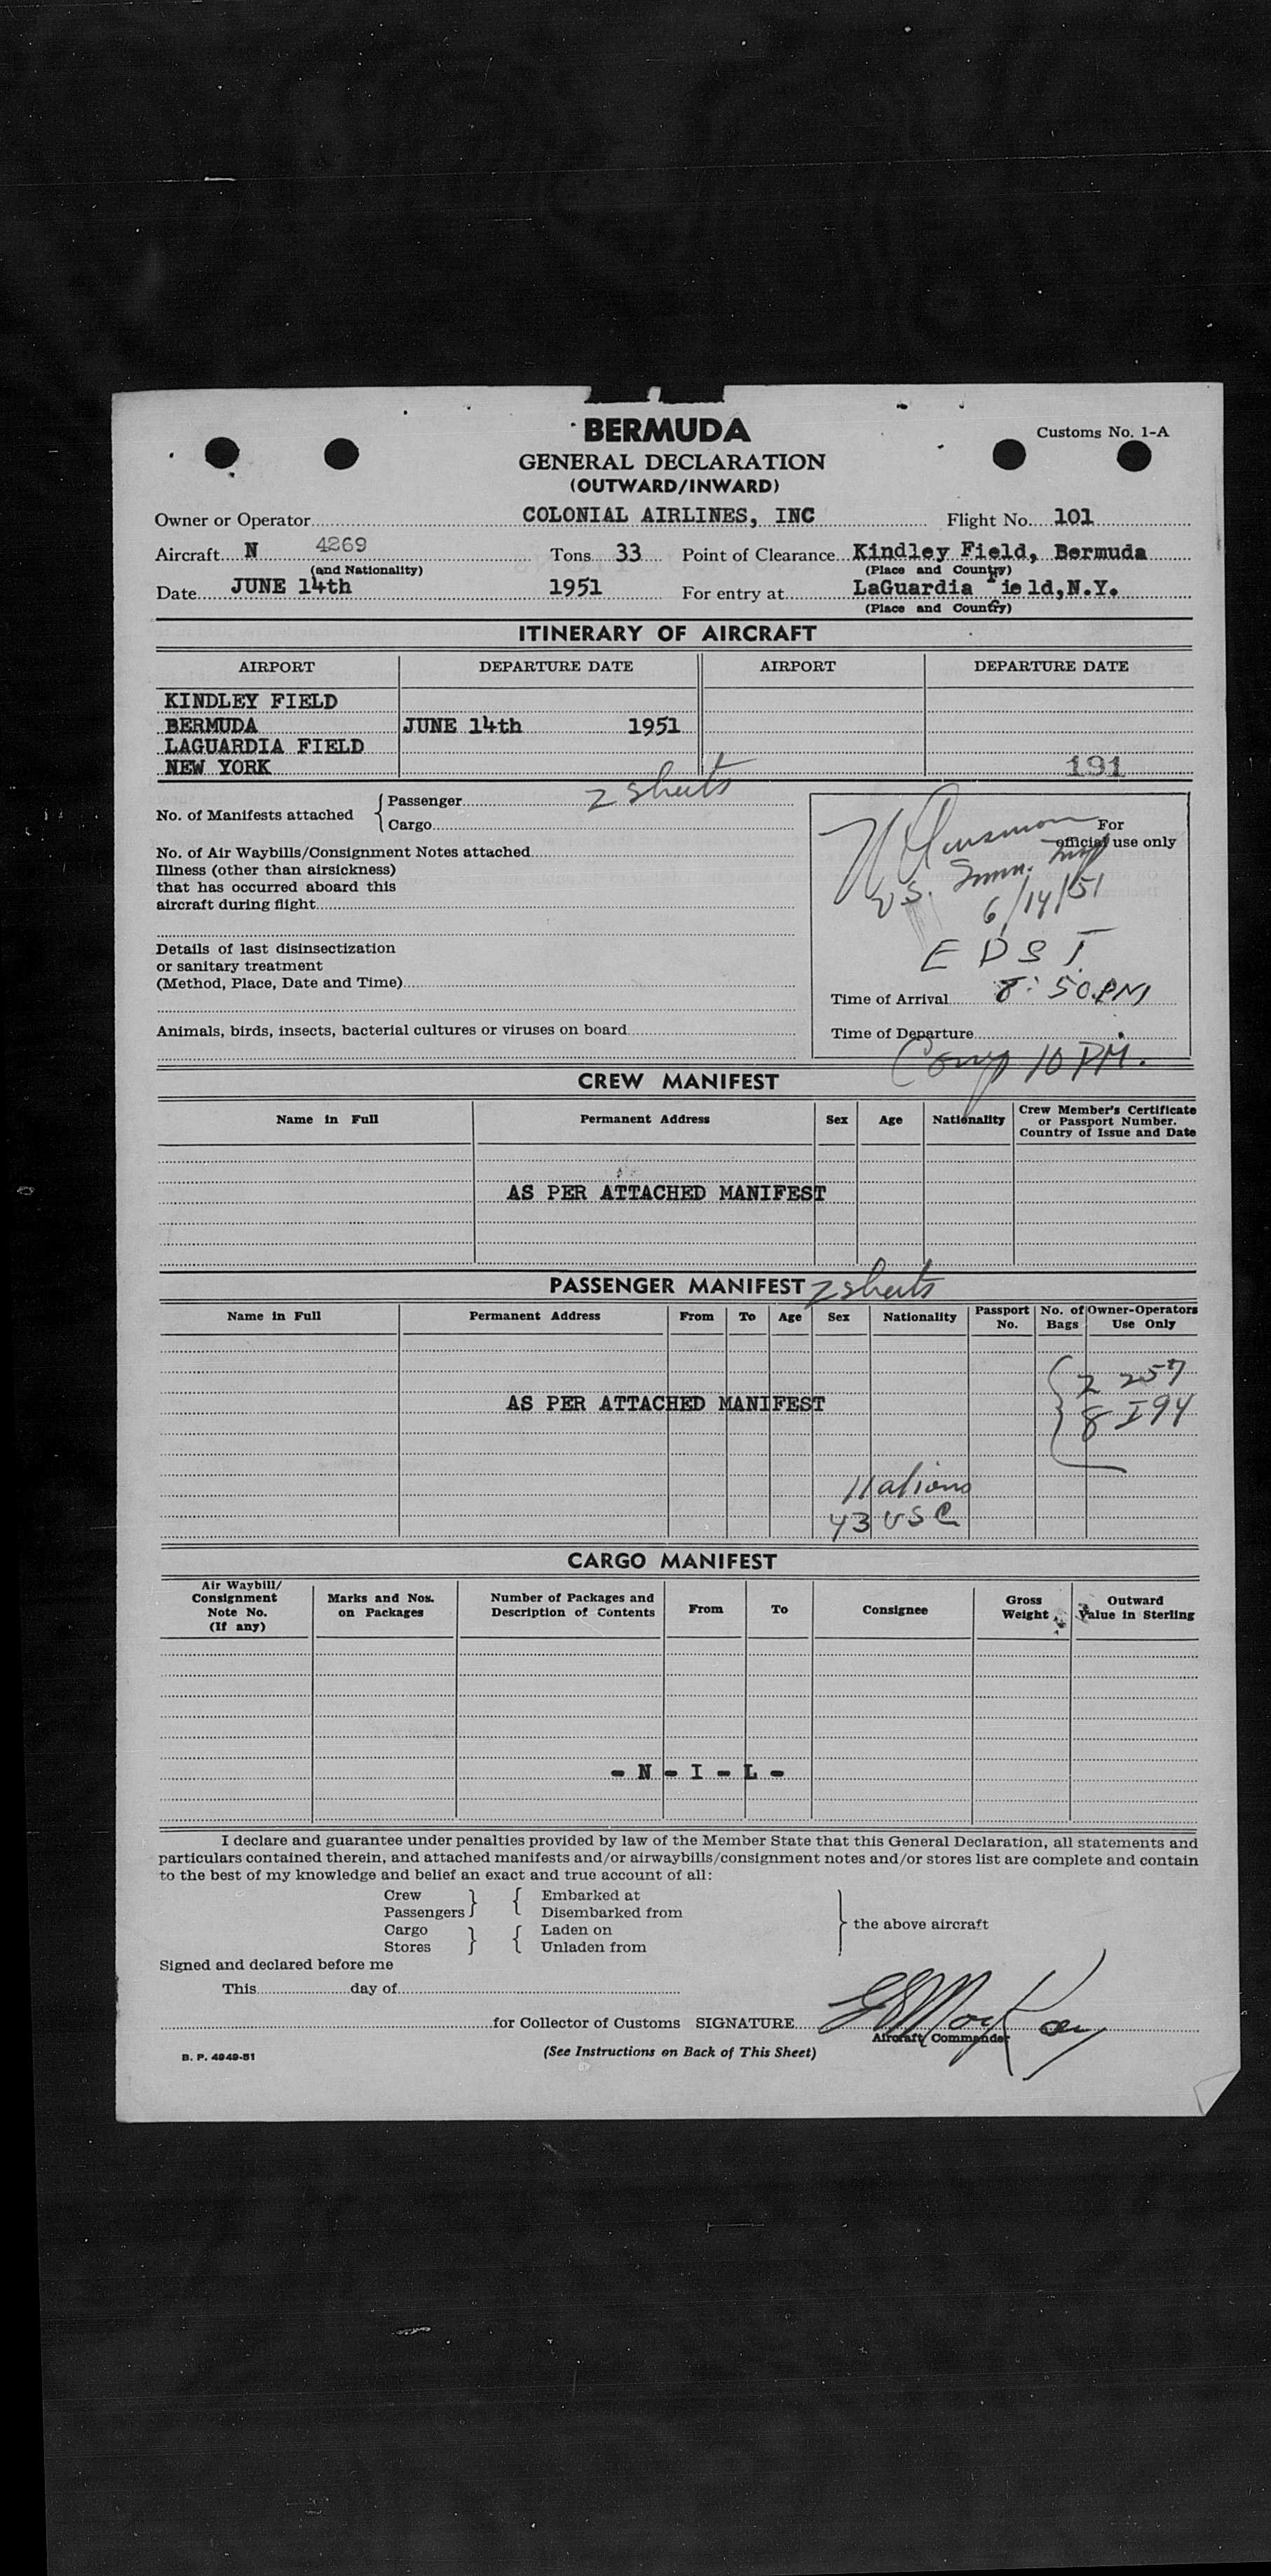 BERMUDA
Customs No. 1-A
GENERAL DECLARATION
(OUTWARD/INWARD)
Owner or Operator COLONIAL AIRLINES, INC Flight No. 101
Aircraft N 4269 Tons 33 Point of Clearance Kindley Field, Bermuda
(and Nationality) (Place and Country)
Date JUNE 14th 1951 For entry at LaGuardia Field, N.Y.
(Place and Country)
ITINERARY OF AIRCRAFT
AIRPORT DEPARTURE DATE AIRPORT DEPARTURE DATE
KINDLEY FIELD
BERMUDA JUNE 14th 1951
LAGUARDIA FIELD
NEW YORK 191
No. of Manifests attached { Passenger 2 sheets
Cargo
No. of Air Waybills/Consignment Notes attached
Illness (other than airsickness)
that has occurred aboard this
aircraft during flight
Details of last disinsectization
or sanitary treatment
(Method, Place, Date and Time)
Animals, birds, insects, bacterial cultures or viruses on board
For
official use only
U.S. Imm. Insp
6/14/51
E D S T
Time of Arrival 8:50 PM
Time of Departure
Comp 10 PM.
CREW MANIFEST
Name in Full Permanent Address Sex Age Nationality Crew Member's Certificate
or Passport Number.
Country of Issue and Date
AS PER ATTACHED MANIFEST
PASSENGER MANIFEST 2 sheets
Name in Full Permanent Address From To Age Sex Nationality Passport No. No. of Bags Owner-Operators Use Only
2 257
AS PER ATTACHED MANIFEST
8 I94
11 aliens
43 USC
CARGO MANIFEST
Air Waybill/
Consignment
Note No.
(If any)
Marks and Nos.
on Packages
Number of Packages and
Description of Contents
From To Consignee
Gross
Weight
Outward
Value in Sterling
- N - I - L -
I declare and guarantee under penalties provided by law of the Member State that this General Declaration, all statements and
particulars contained therein, and attached manifests and/or airwaybills/consignment notes and/or stores list are complete and contain
to the best of my knowledge and belief an exact and true account of all:
Crew Embarked at
Passengers Disembarked from
Cargo Laden on the above aircraft
Stores Unladen from
Signed and declared before me
This day of
for Collector of Customs SIGNATURE
Aircraft Commander
B. P. 4949-51
(See Instructions on Back of This Sheet)